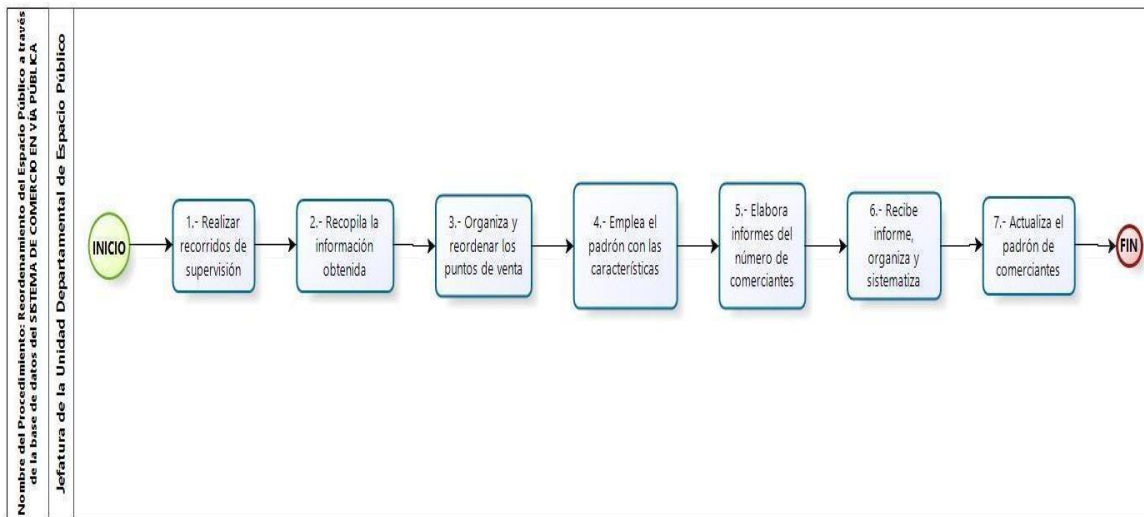 Nombre del Procedimiento: Reordenamiento del Espacio Público a través
de la base de datos del SISTEMA DE COMERCIO EN VÍA PÚBLICA
Jefatura de la Unidad Departamental de Espacio Público
INICIO
1.- Realizar
recorridos de
supervisión
2.- Recopila la
información
obtenida
3.- Organiza y
reordenar los
puntos de venta
4.- Emplea el
padrón con las
características
5.- Elabora
informes del
número de
comerciantes
6.- Recibe
informe,
organiza y
sistematiza
7.- Actualiza el
padrón de
comerciantes
FIN